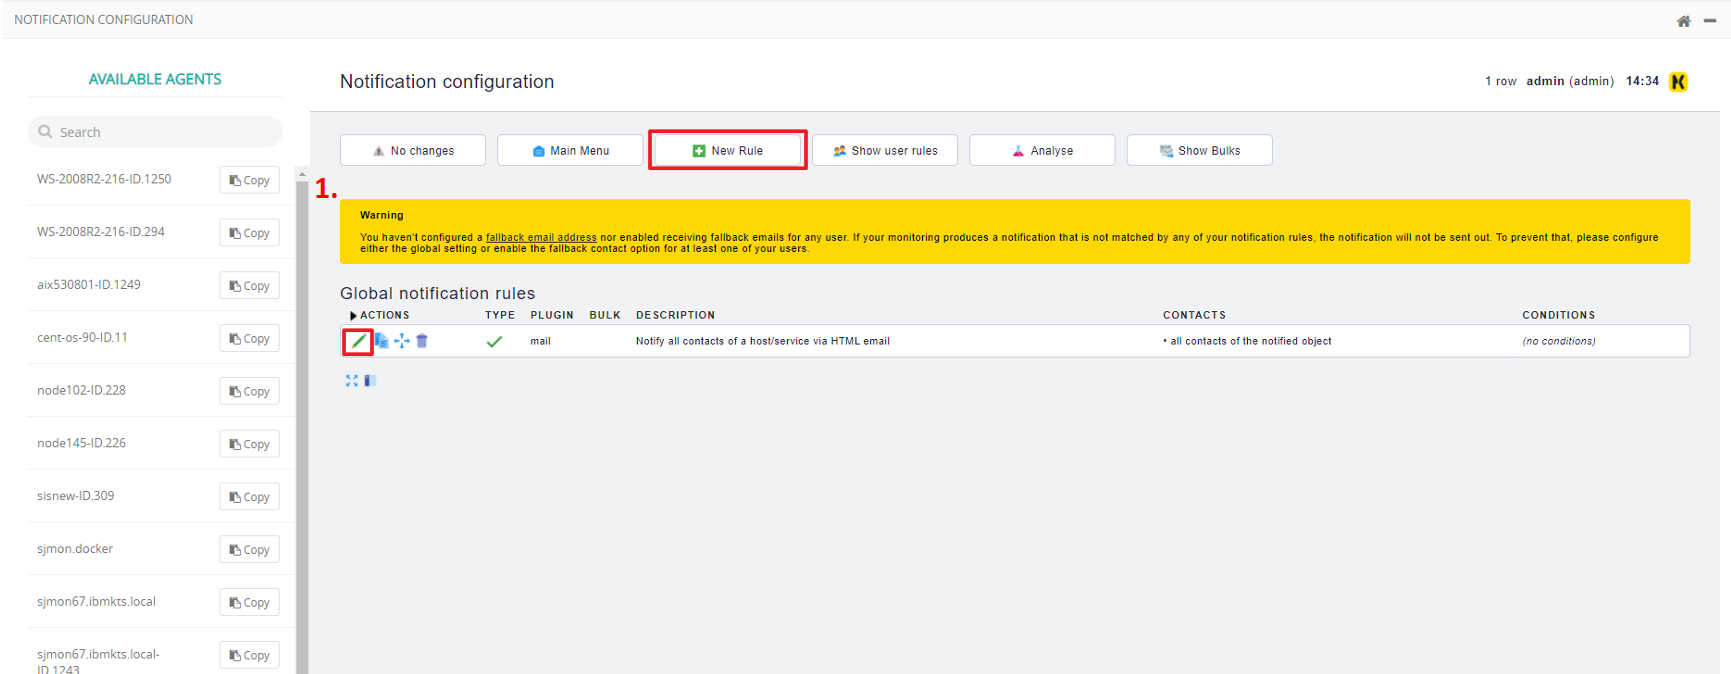 NOTIFICATION CONFIGURATION
AVAILABLE AGENTS
Search
WS-2008R2-216-ID.1250
Copy
WS-2008R2-216-ID.294
Copy
aix530801-ID.1249
Copy
cent-os-90-ID.11
Copy
node102-ID.228
Copy
node145-ID.226
Copy
sisnew-ID.309
Copy
sjmon.docker
Copy
sjmon67.ibmkts.local
Copy
sjmon67.ibmkts.local-
ID.1243
Copy
Notification configuration
1 row admin (admin) 14:34
K
No changes
Main Menu
New Rule
Show user rules
Analyse
Show Bulks
1.
Warning
You haven't configured a fallback email address nor enabled receiving fallback emails for any user. If your monitoring produces a notification that is not matched by any of your notification rules, the notification will not be sent out. To prevent that, please configure
either the global setting or enable the fallback contact option for at least one of your users.
Global notification rules
ACTIONS TYPE PLUGIN BULK DESCRIPTION CONTACTS CONDITIONS
mail Notify all contacts of a host/service via HTML email • all contacts of the notified object (no conditions)